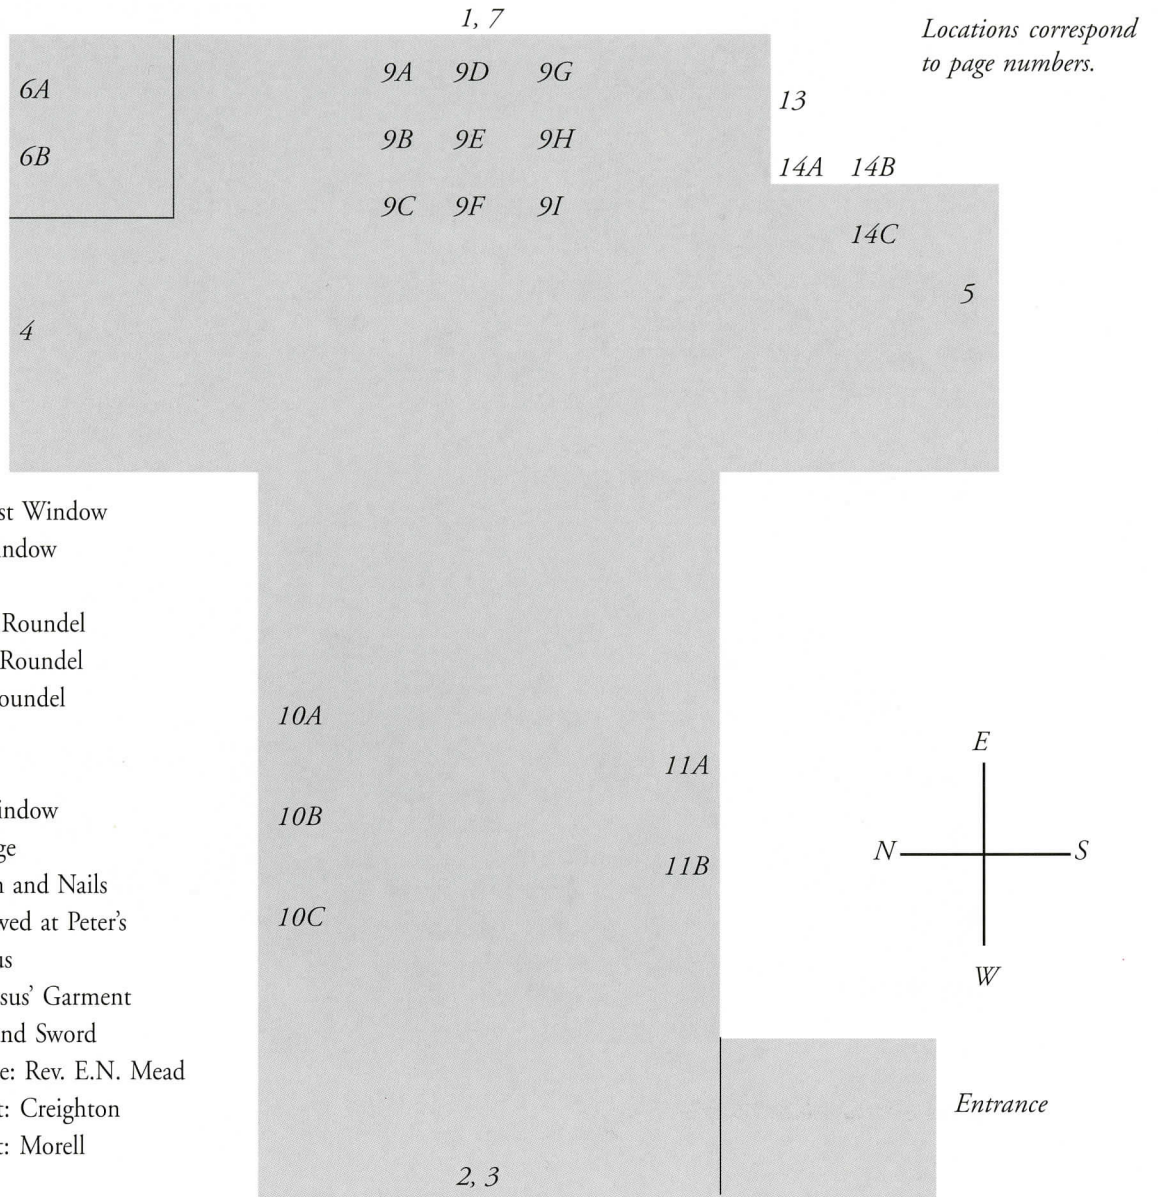 1, 7
Locations correspond
to page numbers.
6A
9A 9D 9G
13
6B
9B 9E 9H
14A 14B
9C 9F 9I
14C
5
4
st Window
ndow
Roundel
Roundel
oundel
10A
11A
E
indow
10B
ge
N S
11B
n and Nails
wed at Peter's
10C
us
W
sus' Garment
nd Sword
e: Rev. E.N. Mead
t: Creighton
Entrance
t: Morell
2, 3